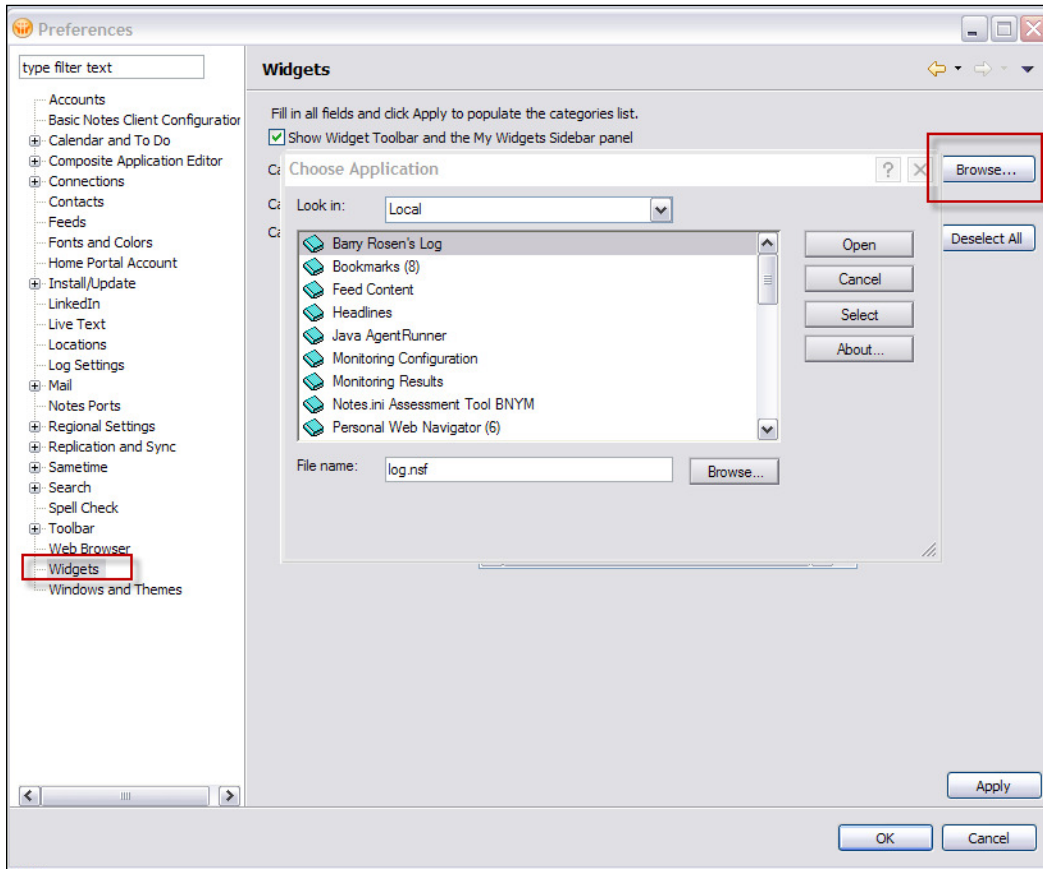 Preferences
type filter text
Widgets
Accounts
Basic Notes Client Configuration
Calendar and To Do
Composite Application Editor
Connections
Contacts
Feeds
Fonts and Colors
Home Portal Account
Install/Update
LinkedIn
Live Text
Locations
Log Settings
Mail
Notes Ports
Regional Settings
Replication and Sync
Sametime
Search
Spell Check
Toolbar
Web Browser
Widgets
Windows and Themes
Fill in all fields and click Apply to populate the categories list.
Show Widget Toolbar and the My Widgets Sidebar panel
Ca
Browse...
Ca
Ca
Deselect All
Choose Application
?
Look in: Local
Barry Rosen's Log
Bookmarks (8)
Feed Content
Headlines
Java AgentRunner
Monitoring Configuration
Monitoring Results
Notes.ini Assessment Tool BNYM
Personal Web Navigator (6)
Open
Cancel
Select
About...
File name: log.nsf Browse...
Apply
OK Cancel